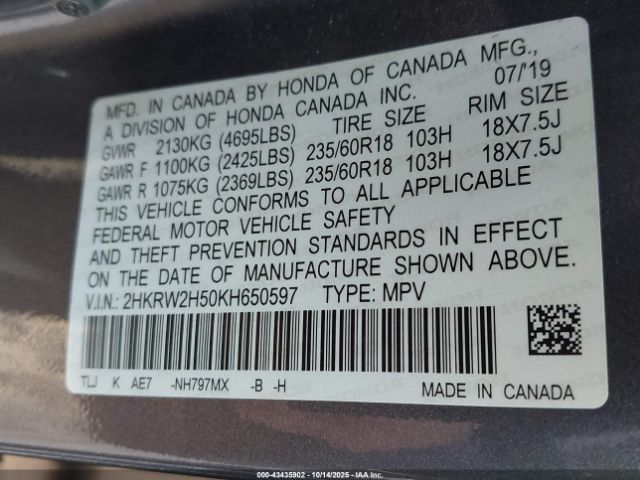 MFD. IN CANADA BY HONDA OF CANADA MFG.,
A DIVISION OF HONDA CANADA INC. 07/'19
GVWR 2130KG (4695LBS) TIRE SIZE RIM SIZE
GAWR F 1100KG (2425LBS) 235/60R18 103H 18X7.5J
GAWR R 1075KG (2369LBS) 235/60R18 103H 18X7.5J
THIS VEHICLE CONFORMS TO ALL APPLICABLE
FEDERAL MOTOR VEHICLE SAFETY
AND THEFT PREVENTION STANDARDS IN EFFECT
ON THE DATE OF MANUFACTURE SHOWN ABOVE.
V.I.N.: 2HKRW2H50KH650597 TYPE: MPV
TLJ K AE7 -NH797MX -B -H
MADE IN CANADA
000-43435902 | 10/14/2025 | IAAI.COM